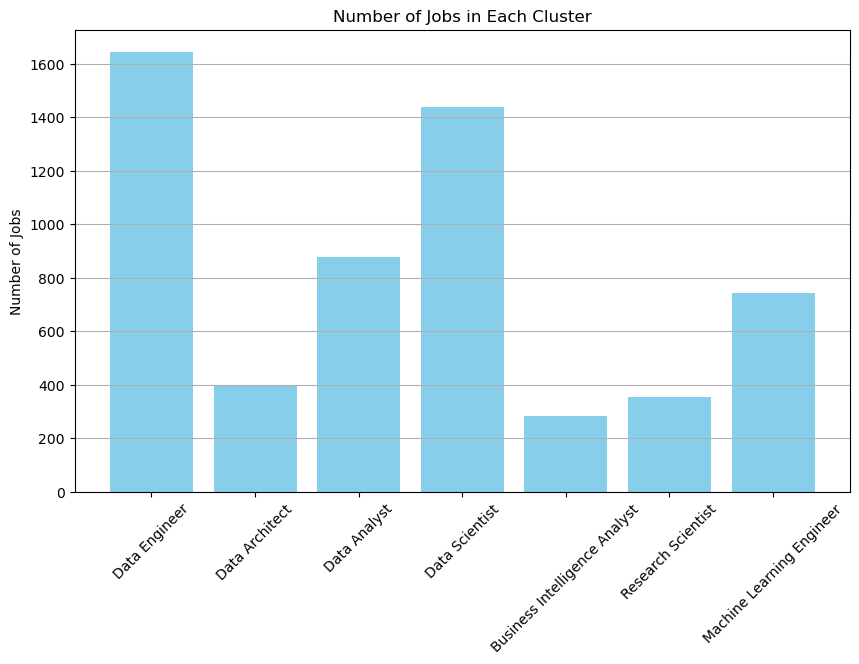 Number of Jobs in Each Cluster
Number of Jobs
1600
1400
1200
1000
800
600
400
200
0
Data Engineer
Data Architect
Data Analyst
Data Scientist
Business Intelligence Analyst
Research Scientist
Machine Learning Engineer